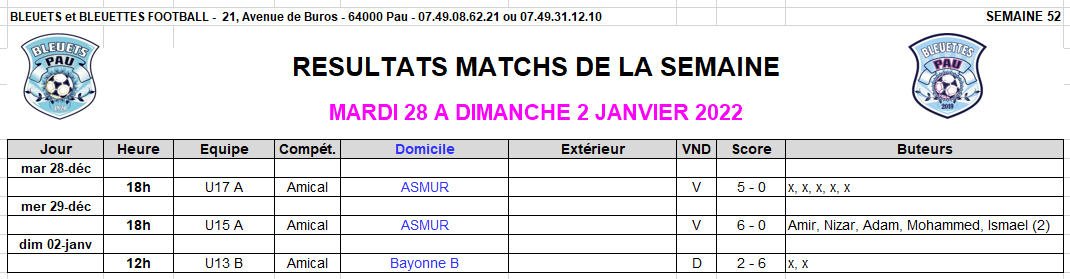 BLEUETS et BLEUETTES FOOTBALL - 21, Avenue de Buros - 64000 Pau - 07.49.08.62.21 ou 07.49.31.12.10 SEMAINE 52
BLEUETS PAU
BLEUETTES PAU 2018
RESULTATS MATCHS DE LA SEMAINE
MARDI 28 A DIMANCHE 2 JANVIER 2022
Jour Heure Equipe Compét. Domicile Extérieur VND Score Buteurs
mar 28-déc
18h U17 A Amical ASMUR V 5 - 0 x, x, x, x, x
mer 29-déc
18h U15 A Amical ASMUR V 6 - 0 Amir, Nizar, Adam, Mohammed, Ismael (2)
dim 02-janv
12h U13 B Amical Bayonne B D 2 - 6 x, x